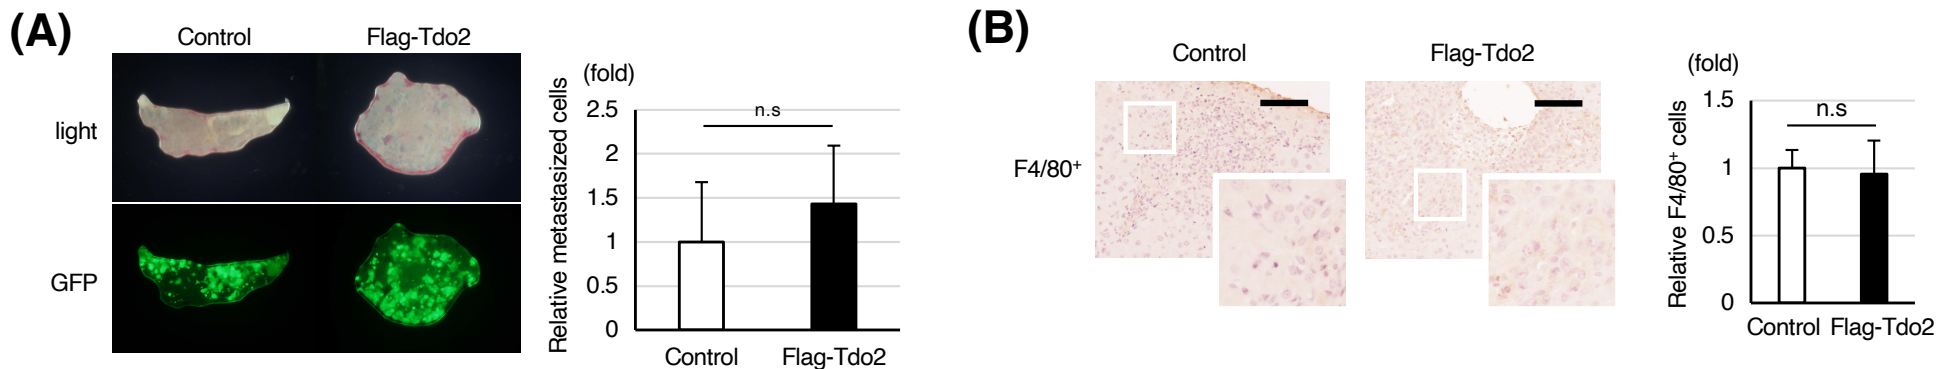 (A)
Control Flag-Tdo2
light
GFP
(fold)
Relative metastasized cells
2.5
2
1.5
1
0.5
0
n.s
Control Flag-Tdo2
(B)
Control Flag-Tdo2
F4/80⁺
(fold)
Relative F4/80⁺ cells
1.5
1
0.5
0
n.s
Control Flag-Tdo2